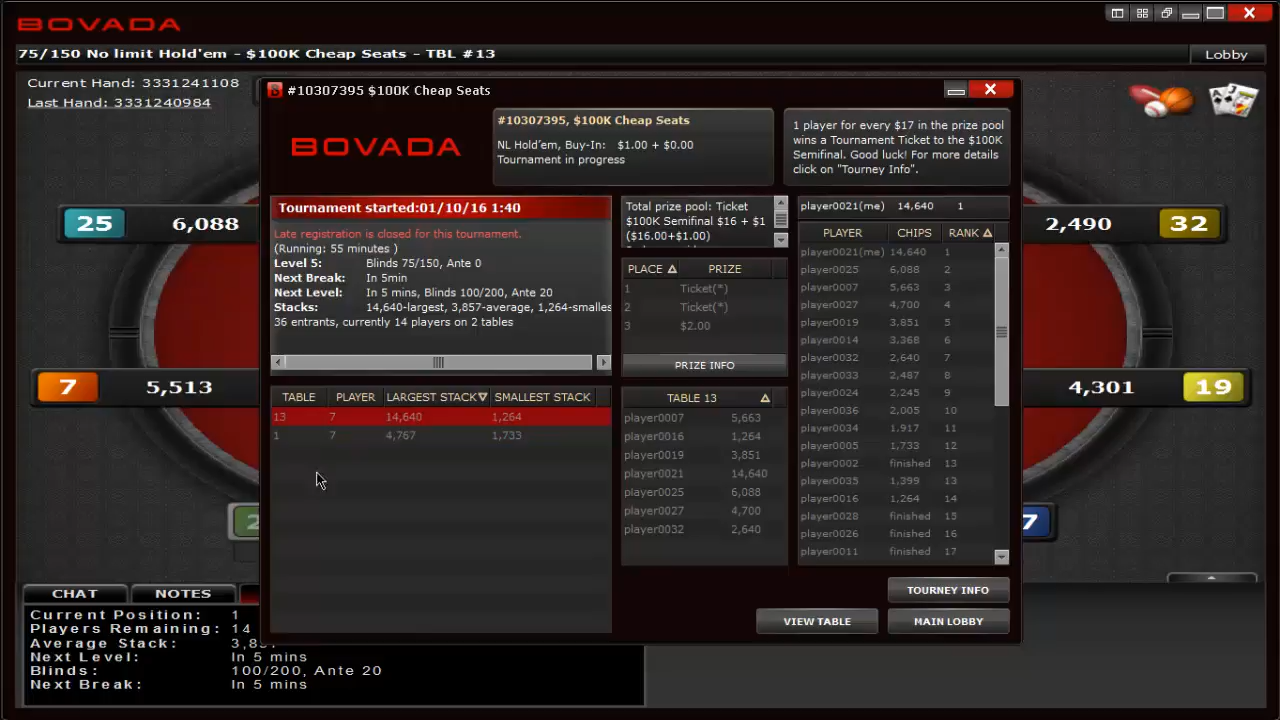 BOVADA
75/150 No limit Hold'em - $100K Cheap Seats - TBL #13
Lobby
Current Hand: 3331241108
Last Hand: 3331240984
#10307395 $100K Cheap Seats
BOVADA
#10307395, $100K Cheap Seats
NL Hold'em, Buy-In: $1.00 + $0.00
Tournament in progress
1 player for every $17 in the prize pool
wins a Tournament Ticket to the $100K
Semifinal. Good luck! For more details
click on "Tourney Info".
25 6,088
2,490 32
7 5,513
4,301 19
2
7
Tournament started:01/10/16 1:40
Late registration is closed for this tournament.
(Running: 55 minutes )
Level 5: Blinds 75/150, Ante 0
Next Break: In 5min
Next Level: In 5 mins, Blinds 100/200, Ante 20
Stacks: 14,640-largest, 3,857-average, 1,264-smalles
36 entrants, currently 14 players on 2 tables
Total prize pool: Ticket
$100K Semifinal $16 + $1
($16.00+$1.00)
PLACE PRIZE
1 Ticket(*)
2 Ticket(*)
3 $2.00
PRIZE INFO
TABLE PLAYER LARGEST STACK SMALLEST STACK
13 7 14,640 1,264
1 7 4,767 1,733
TABLE 13
player0007 5,663
player0016 1,264
player0019 3,851
player0021 14,640
player0025 6,088
player0027 4,700
player0032 2,640
player0021(me) 14,640 1
PLAYER CHIPS RANK
player0021(me) 14,640 1
player0025 6,088 2
player0007 5,663 3
player0027 4,700 4
player0019 3,851 5
player0014 3,368 6
player0032 2,640 7
player0033 2,487 8
player0024 2,245 9
player0036 2,005 10
player0034 1,917 11
player0005 1,733 12
player0002 finished 13
player0035 1,399 13
player0016 1,264 14
player0028 finished 15
player0026 finished 16
player0011 finished 17
TOURNEY INFO
VIEW TABLE
MAIN LOBBY
CHAT
NOTES
Current Position: 1
Players Remaining: 14
Average Stack: 3,85
Next Level: In 5 mins
Blinds: 100/200, Ante 20
Next Break: In 5 mins